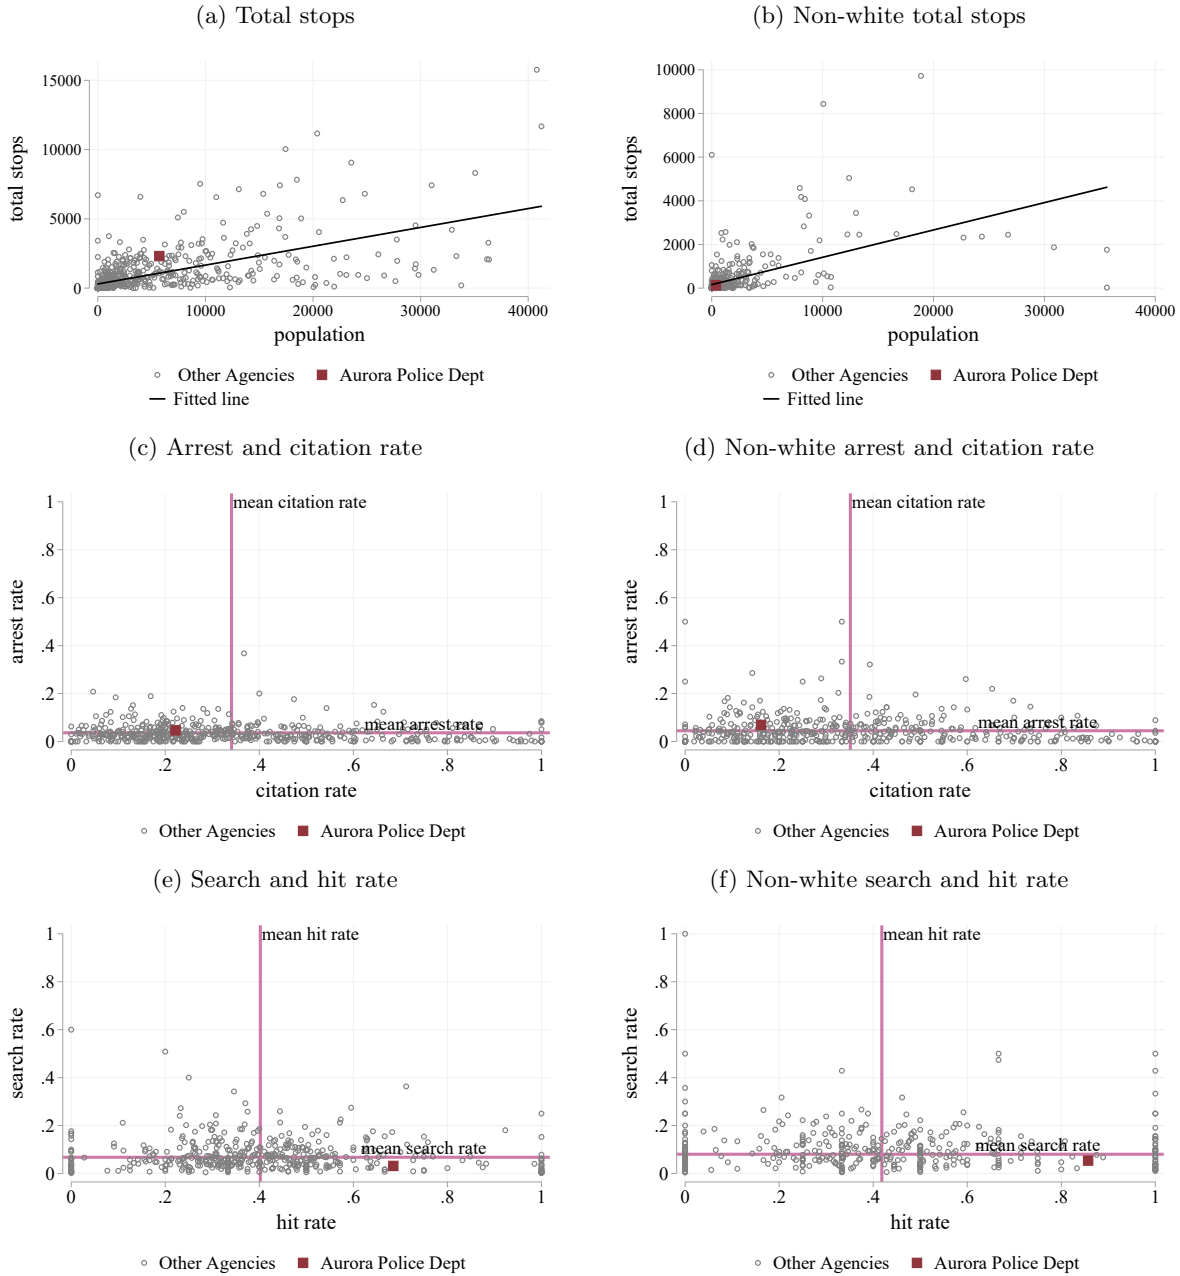 (a) Total stops
(b) Non-white total stops
total stops
15000
10000
5000
0
0 10000 20000 30000 40000
population
Other Agencies Aurora Police Dept
Fitted line
total stops
10000
8000
6000
4000
2000
0
0 10000 20000 30000 40000
population
Other Agencies Aurora Police Dept
Fitted line
(c) Arrest and citation rate
(d) Non-white arrest and citation rate
arrest rate
1
.8
.6
.4
.2
0
mean citation rate
mean arrest rate
0 .2 .4 .6 .8 1
citation rate
Other Agencies Aurora Police Dept
arrest rate
1
.8
.6
.4
.2
0
mean citation rate
mean arrest rate
0 .2 .4 .6 .8 1
citation rate
Other Agencies Aurora Police Dept
(e) Search and hit rate
(f) Non-white search and hit rate
search rate
1
.8
.6
.4
.2
0
mean hit rate
mean search rate
0 .2 .4 .6 .8 1
hit rate
Other Agencies Aurora Police Dept
search rate
1
.8
.6
.4
.2
0
mean hit rate
mean search rate
0 .2 .4 .6 .8 1
hit rate
Other Agencies Aurora Police Dept